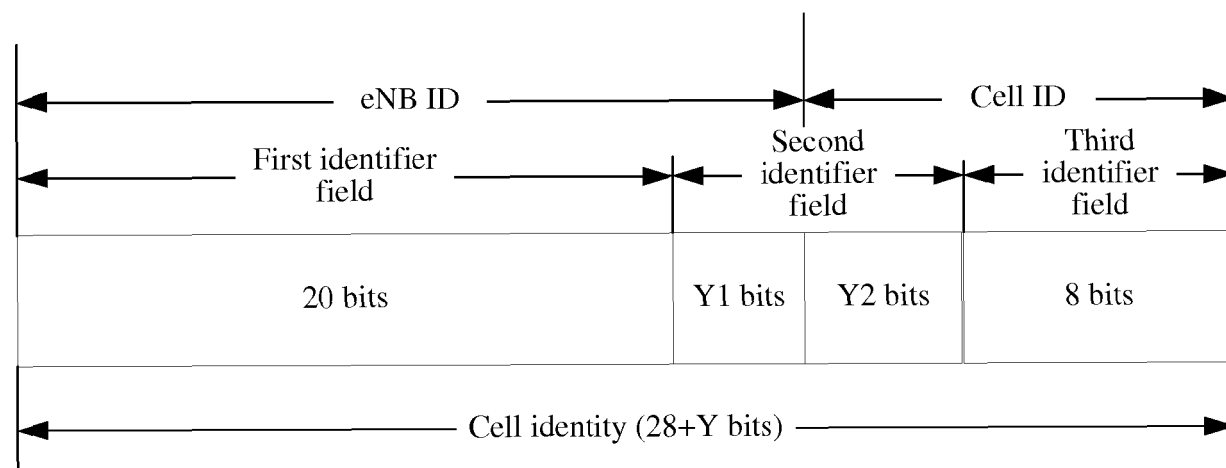 eNB ID
Cell ID
First identifier
field
Second
identifier
field
Third
identifier
field
20 bits
Y1 bits
Y2 bits
8 bits
Cell identity (28+Y bits)